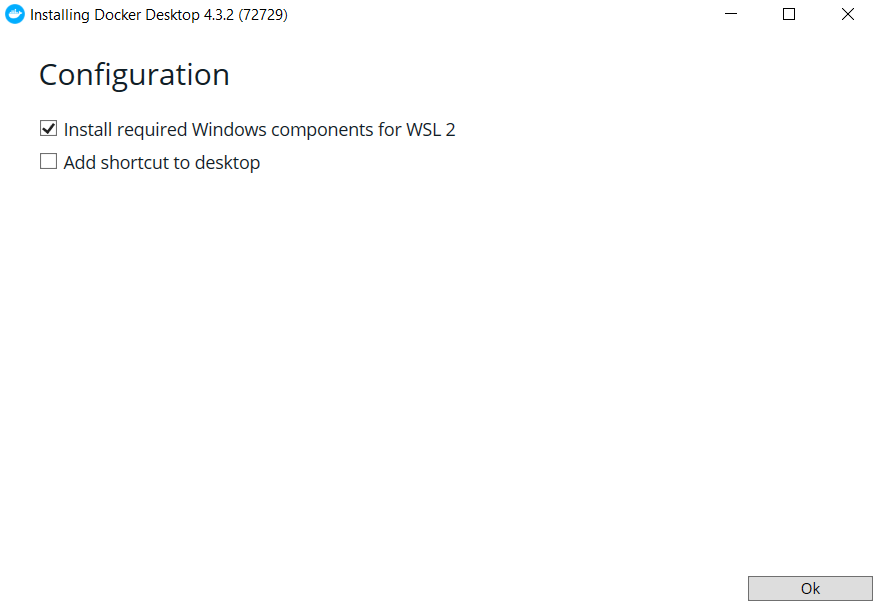 Installing Docker Desktop 4.3.2 (72729)
Configuration
Install required Windows components for WSL 2
Add shortcut to desktop
Ok